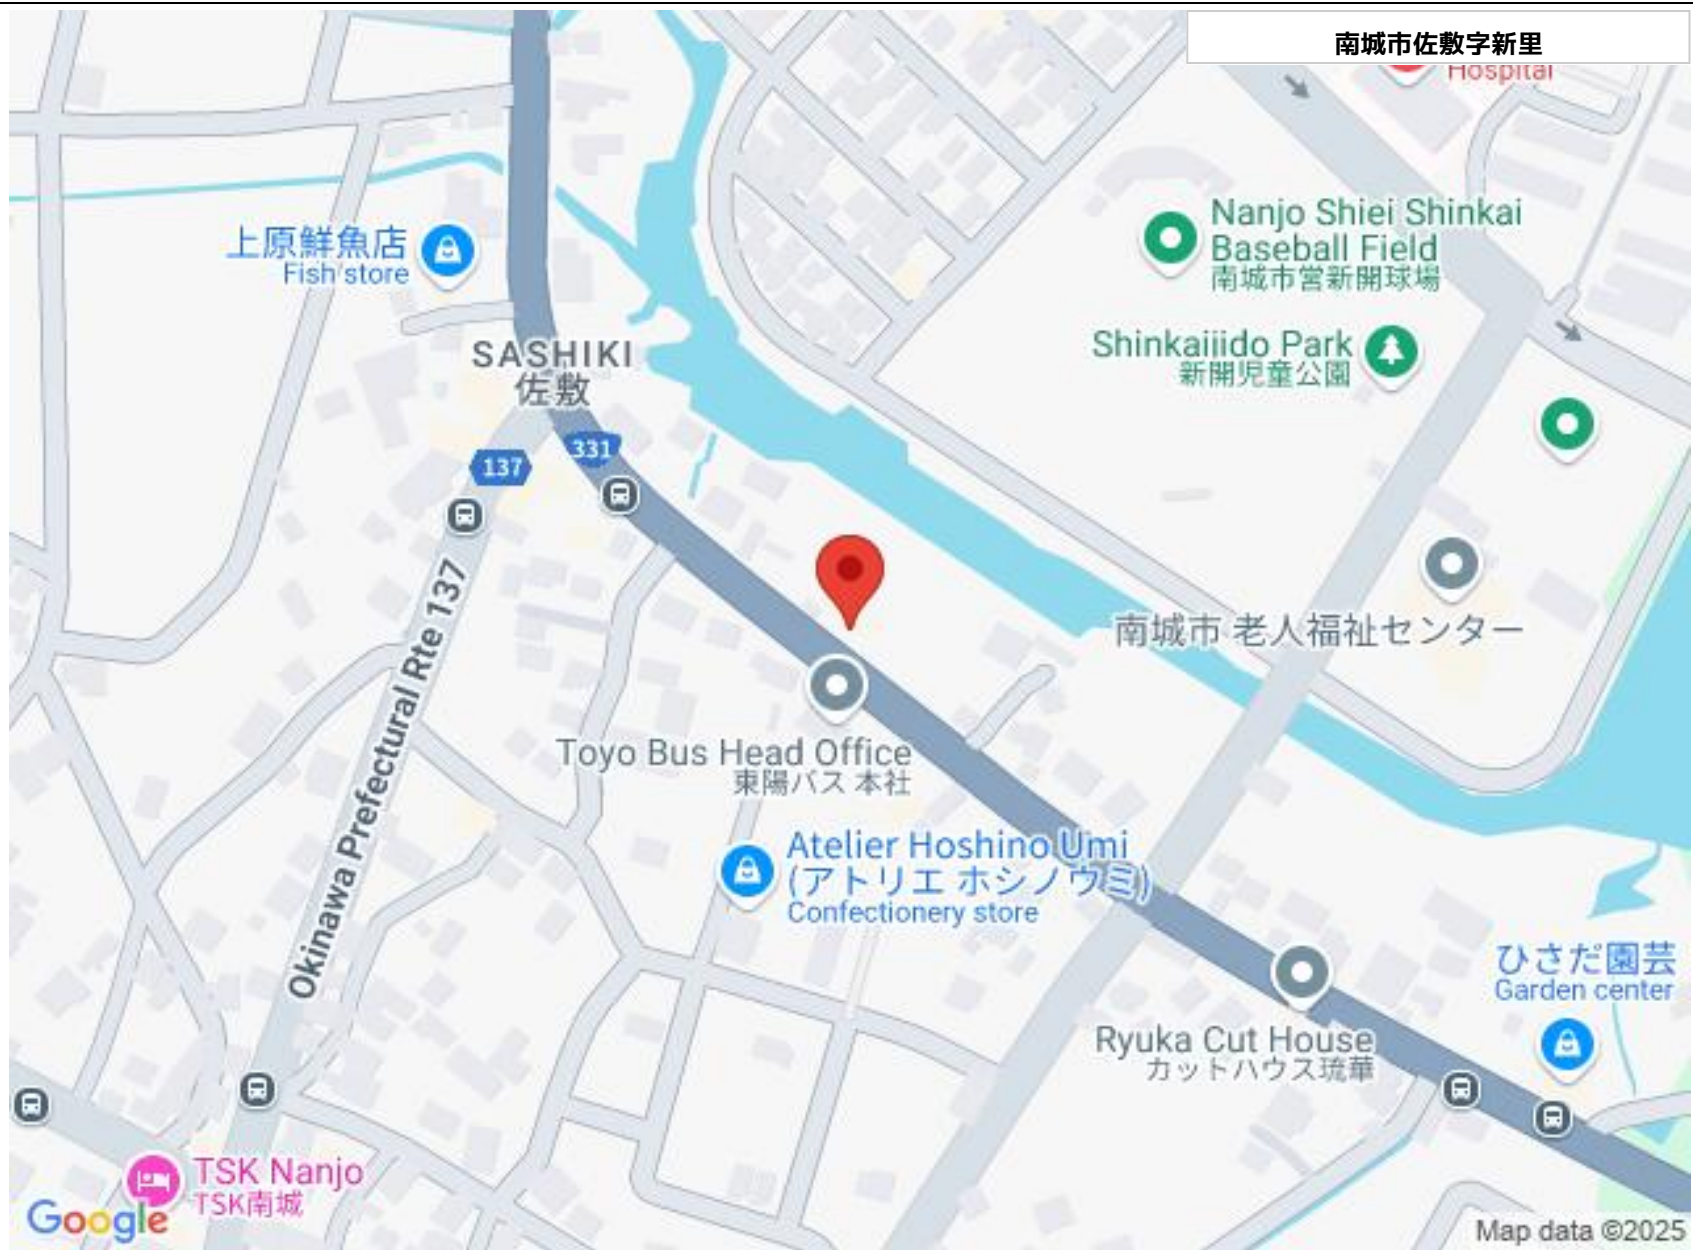 南城市佐敷字新里
Hospital
Nanjo Shiei Shinkai
Baseball Field
南城市営新開球場
上原鮮魚店
Fish store
Shinkaijido Park
新開児童公園
SASHIKI
佐敷
331
137
Okinawa Prefectural Rte 137
南城市 老人福祉センター
Toyo Bus Head Office
東陽バス 本社
Atelier Hoshino Umi
(アトリエ ホシノウミ)
Confectionery store
ひさだ園芸
Garden center
Ryuka Cut House
カットハウス琉華
TSK Nanjo
TSK南城
Google
Map data ©2025